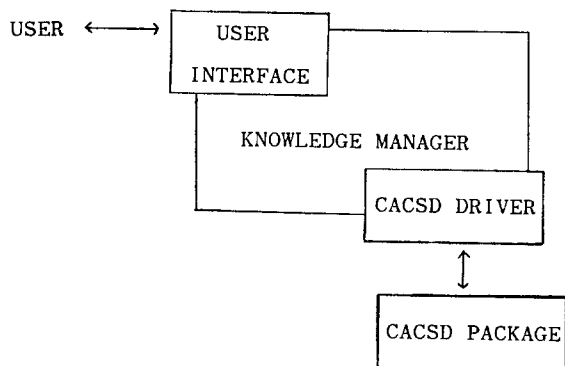 USER
USER
INTERFACE
KNOWLEDGE MANAGER
CACSD DRIVER
CACSD PACKAGE